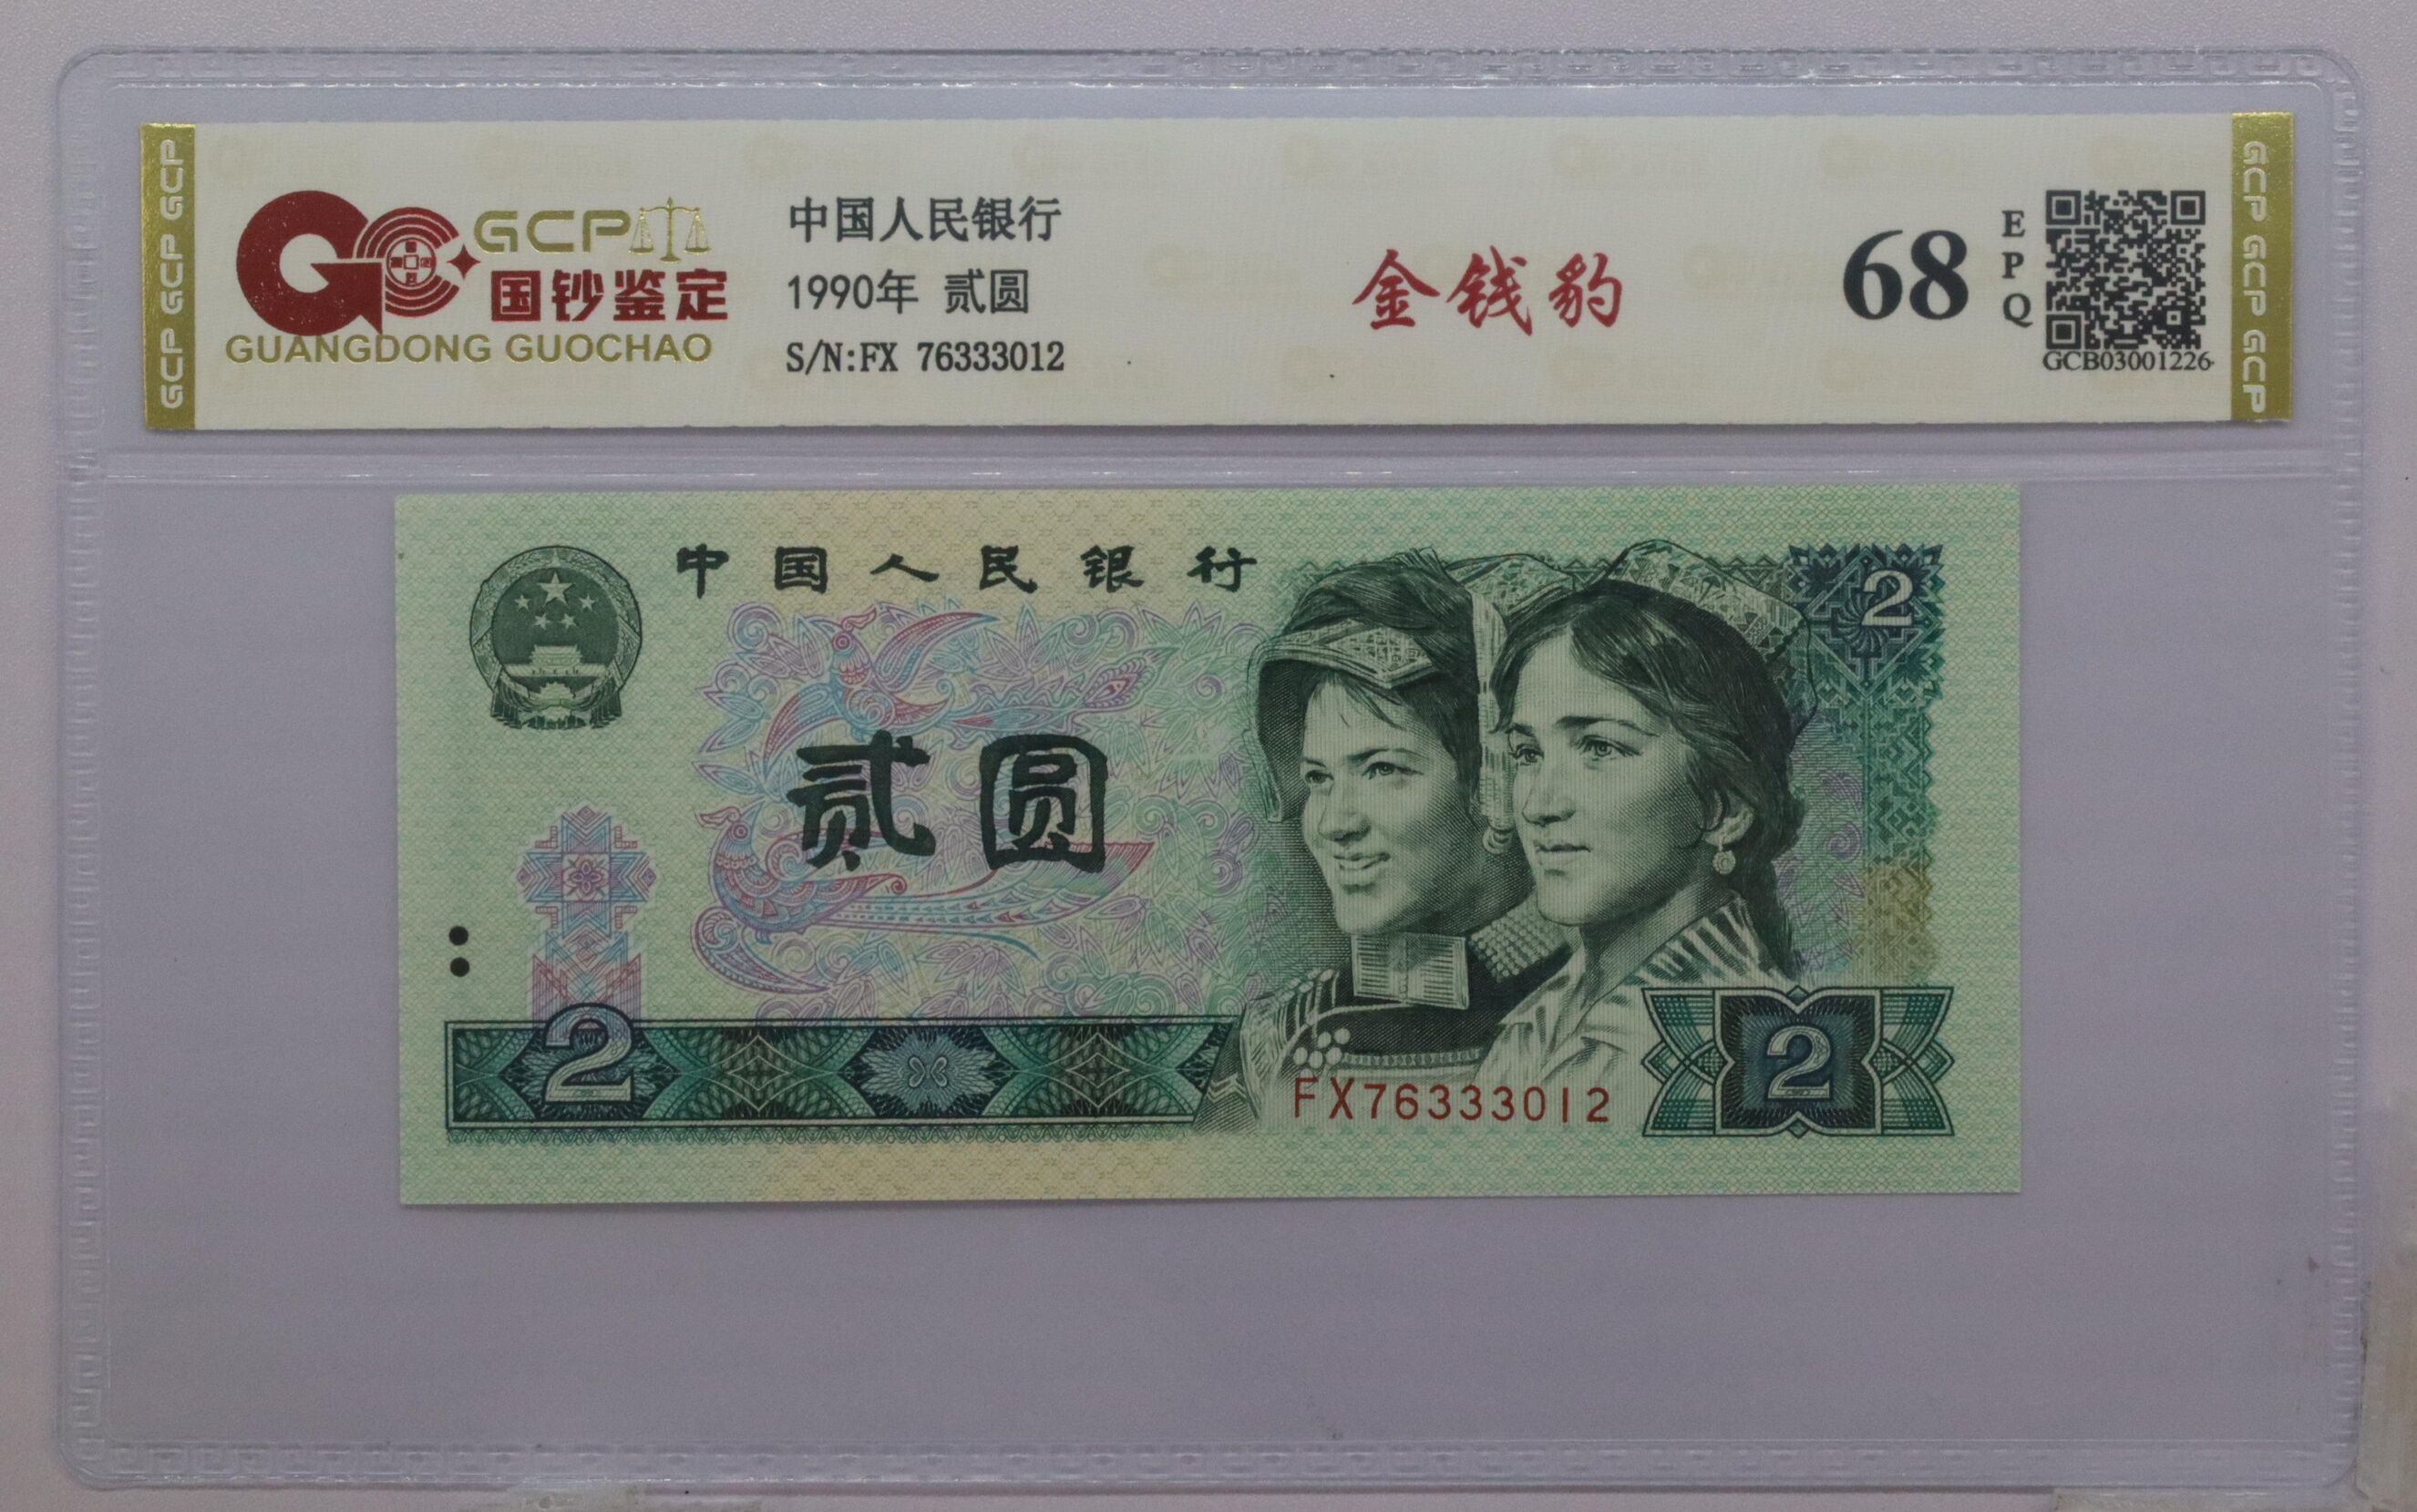 GCP GCP GCP
GCP
国钞鉴定
GUANGDONG GUOCHAO
中国人民银行
1990年 贰圆
S/N:FX 76333012
金钱豹
68
EPQ
GCB03001226
GCP GCP GCP
中国人民银行
2
贰圆
2
FX76333012
2